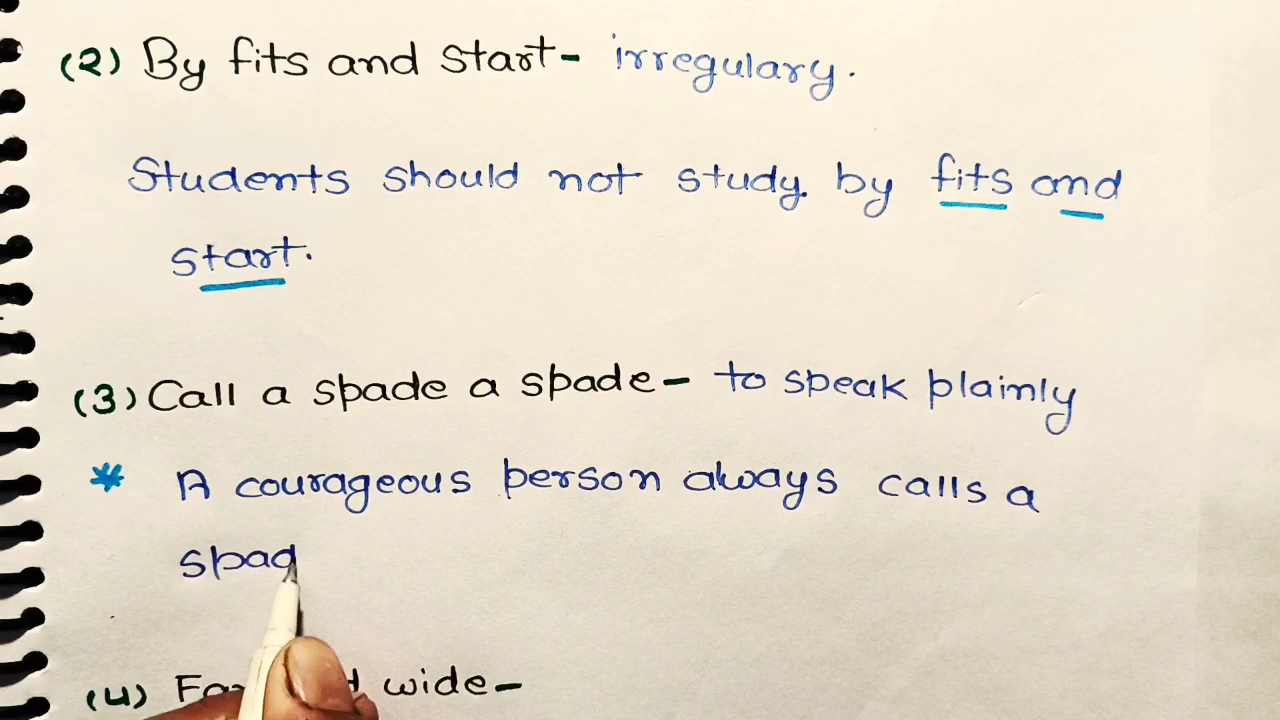 (2) By fits and start- irregulary.
Students should not study by fits and
start.
(3) Call a spade a spade- to speak plainly
* A courageous person always calls a
spad
(4) wide-